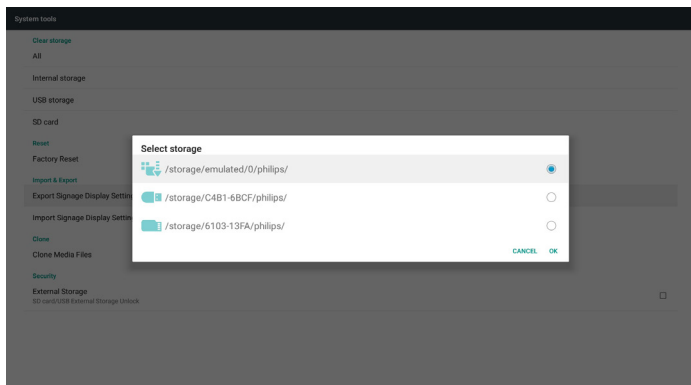 System tools
Clear storage
All
Internal storage
USB storage
SD card
Reset
Factory Reset
Import & Export
Export Signage Display Settin
Import Signage Display Settin
Clone
Clone Media Files
Security
External Storage
SD card/USB External Storage Unlock
Select storage
/storage/emulated/0/philips/
/storage/C4B1-6BCF/philips/
/storage/6103-13FA/philips/
CANCEL OK